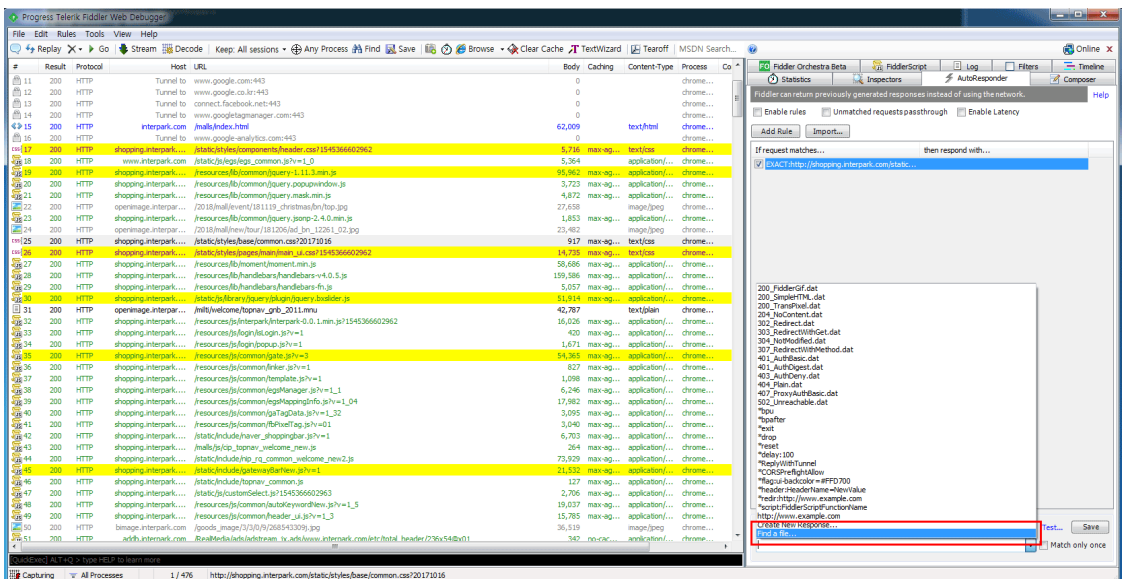 Progress Telerik Fiddler Web Debugger
File Edit Rules Tools View Help
Replay X Go Stream Decode Keep: All sessions Any Process Find Save Browse Clear Cache TextWizard Tearoff MSDN Search... Online X
# Result Protocol Host URL Body Caching Content-Type Process Co
11 200 HTTP Tunnel to www.google.com:443 0 chrome...
12 200 HTTP Tunnel to www.google.co.kr:443 0 chrome...
13 200 HTTP Tunnel to connect.facebook.net:443 0 chrome...
14 200 HTTP Tunnel to www.googletagmanager.com:443 0 chrome...
15 200 HTTP interpark.com /malls/index.html 62,009 text/html chrome...
16 200 HTTP Tunnel to www.google-analytics.com:443 0 chrome...
17 200 HTTP shopping.interpark.... /static/styles/components/header.css?1545366602962 5,716 max-ag... text/css chrome...
18 200 HTTP www.interpark.com /static/js/egs/egs_common.js?v=1_0 5,364 application/... chrome...
19 200 HTTP shopping.interpark.... /resources/lib/common/jquery-1.11.3.min.js 95,962 max-ag... application/... chrome...
20 200 HTTP shopping.interpark.... /resources/lib/common/jquery.popupwindow.js 3,723 max-ag... application/... chrome...
21 200 HTTP shopping.interpark.... /resources/lib/common/jquery.mask.min.js 4,872 max-ag... application/... chrome...
22 200 HTTP openimage.interpar... /2018/mall/event/181119_christmas/bn/top.jpg 27,658 image/jpeg chrome...
23 200 HTTP shopping.interpark.... /resources/lib/common/jquery.jsonp-2.4.0.min.js 1,853 max-ag... application/... chrome...
24 200 HTTP openimage.interpar... /2018/mall/new/tour/181206/ad_bn_12261_02.jpg 23,482 image/jpeg chrome...
25 200 HTTP shopping.interpark.... /static/styles/base/common.css?20171016 917 max-ag... text/css chrome...
26 200 HTTP shopping.interpark.... /static/styles/pages/main/main_ui.css?1545366602962 14,735 max-ag... text/css chrome...
27 200 HTTP shopping.interpark.... /resources/lib/moment/moment.min.js 58,686 max-ag... application/... chrome...
28 200 HTTP shopping.interpark.... /resources/lib/handlebars/handlebars-v4.0.5.js 159,586 max-ag... application/... chrome...
29 200 HTTP shopping.interpark.... /resources/lib/handlebars/handlebars-fn.js 5,057 max-ag... application/... chrome...
30 200 HTTP shopping.interpark.... /static/js/library/jquery/plugin/jquery.bxslider.js 51,914 max-ag... application/... chrome...
31 200 HTTP openimage.interpar... /milti/welcome/topnav_gnb_2011.mnu 42,787 text/plain chrome...
32 200 HTTP shopping.interpark.... /resources/js/interpark/interpark-0.0.1.min.js?1545366602962 16,026 max-ag... application/... chrome...
33 200 HTTP shopping.interpark.... /resources/js/login/isLogin.js?v=1 420 max-ag... application/... chrome...
34 200 HTTP shopping.interpark.... /resources/js/login/popup.js?v=1 1,671 max-ag... application/... chrome...
35 200 HTTP shopping.interpark.... /resources/js/common/gate.js?v=3 54,365 max-ag... application/... chrome...
36 200 HTTP shopping.interpark.... /resources/js/common/linker.js?v=1 827 max-ag... application/... chrome...
37 200 HTTP shopping.interpark.... /resources/js/common/template.js?v=1 1,098 max-ag... application/... chrome...
38 200 HTTP shopping.interpark.... /resources/js/common/egsManager.js?v=1_1 6,246 max-ag... application/... chrome...
39 200 HTTP shopping.interpark.... /resources/js/common/egsMappingInfo.js?v=1_04 17,982 max-ag... application/... chrome...
40 200 HTTP shopping.interpark.... /resources/js/common/gaTagData.js?v=1_32 3,095 max-ag... application/... chrome...
41 200 HTTP shopping.interpark.... /resources/js/common/fbPixelTag.js?v=01 3,040 max-ag... application/... chrome...
42 200 HTTP shopping.interpark.... /static/include/naver_shoppingbar.js?v=1 6,703 max-ag... application/... chrome...
43 200 HTTP shopping.interpark.... /malls/js/cip_topnav_welcome_new.js 264 max-ag... application/... chrome...
44 200 HTTP shopping.interpark.... /static/include/nip_rq_common_welcome_new2.js 73,929 max-ag... application/... chrome...
45 200 HTTP shopping.interpark.... /static/include/gatewayBarNew.js?v=1 21,532 max-ag... application/... chrome...
46 200 HTTP shopping.interpark.... /static/include/topnav_common.js 127 max-ag... application/... chrome...
47 200 HTTP shopping.interpark.... /static/js/customSelect.js?1545366602963 2,706 max-ag... application/... chrome...
48 200 HTTP shopping.interpark.... /resources/js/common/autoKeywordNew.js?v=1_5 19,037 max-ag... application/... chrome...
49 200 HTTP shopping.interpark.... /resources/js/common/header_ui.js?v=1_3 15,785 max-ag... application/... chrome...
50 200 HTTP bimage.interpark.com /goods_image/3/3/0/9/268543309j.jpg 36,519 image/jpeg chrome...
51 200 HTTP addb.interpark.com /RealMedia/ads/adstream_jx.ads/www.interpark.com/etc/total_header/236x54@x01 342 no-cac... application/... chrome...
[QuickExec] ALT+Q > type HELP to learn more
Capturing All Processes 1 / 476 http://shopping.interpark.com/static/styles/base/common.css?20171016
FO Fiddler Orchestra Beta FiddlerScript Log Filters Timeline
Statistics Inspectors AutoResponder Composer
Fiddler can return previously generated responses instead of using the network. Help
Enable rules Unmatched requests passthrough Enable Latency
Add Rule Import...
If request matches... then respond with...
EXACT:http://shopping.interpark.com/static...
200_FiddlerGif.dat
200_SimpleHTML.dat
200_TransPixel.dat
204_NoContent.dat
302_Redirect.dat
303_RedirectWithGet.dat
304_NotModified.dat
307_RedirectWithMethod.dat
401_AuthBasic.dat
401_AuthDigest.dat
403_AuthDeny.dat
404_Plain.dat
407_ProxyAuthBasic.dat
502_Unreachable.dat
*bpu
*bpafter
*exit
*drop
*reset
*delay:100
*ReplyWithTunnel
*CORSPreflightAllow
*flag:ui-backcolor=#FFD700
*header:HeaderName=NewValue
*redir:http://www.example.com
*script:FiddlerScriptFunctionName
http://www.example.com
Create New Response...
Find a file...
Test... Save
Match only once